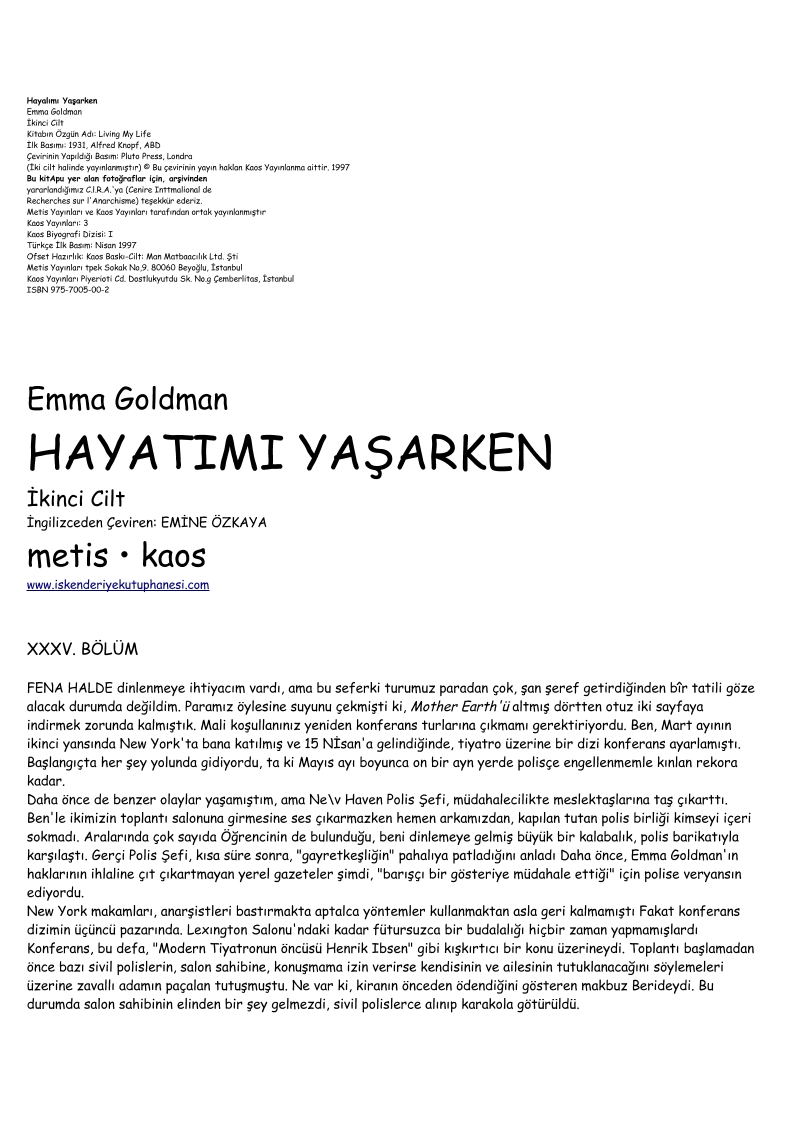 Hayalımı Yaşarken
Emma Goldman
İkinci Cilt
Kitabın Özgün Adı: Living My Life
İlk Basımı: 1931, Alfred Knopf, ABD
Çevirinin Yapıldığı Basım: Pluto Press, Londra
(İki cilt halinde yayınlanmıştır) © Bu çevirinin yayın haklan Kaos Yayınlanma aittir. 1997
Bu kitApu yer alan fotoğraflar için, arşivinden
yararlandığımız C.l.R.A.'ya (Cenire Inttmalional de
Recherches sur l'Anarchisme) teşekkür ederiz.
Metis Yayınları ve Kaos Yayınları tarafından ortak yayınlanmıştır
Kaos Yayınları: 3
Kaos Biyografi Dizisi: I
Türkçe İlk Basım: Nisan 1997
Ofset Hazırlık: Kaos Baskı-Cilt: Man Matbaacılık Ltd. Şti
Metis Yayınları tpek Sokak No,9. 80060 Beyoğlu, İstanbul
Kaos Yayınları Piyerioti Cd. Dostlukyutdu Sk. No.g Çemberlitas, İstanbul
ISBN 975-7005-00-2
Emma Goldman
HAYATIMI YAŞARKEN
İkinci Cilt
İngilizceden Çeviren: EMİNE ÖZKAYA
metis • kaos
www.iskenderiyekutuphanesi.com
XXXV. BÖLÜM
FENA HALDE dinlenmeye ihtiyacım vardı, ama bu seferki turumuz paradan çok, şan şeref getirdiğinden bîr tatili göze
alacak durumda değildim. Paramız öylesine suyunu çekmişti ki, Mother Earth'ü altmış dörtten otuz iki sayfaya
indirmek zorunda kalmıştık. Mali koşullanınız yeniden konferans turlarına çıkmamı gerektiriyordu. Ben, Mart ayının
ikinci yansında New York'ta bana katılmış ve 15 Nİsan'a gelindiğinde, tiyatro üzerine bir dizi konferans ayarlamıştı.
Başlangıçta her şey yolunda gidiyordu, ta ki Mayıs ayı boyunca on bir ayn yerde polisçe engellenmemle kınlan rekora
kadar.
Daha önce de benzer olaylar yaşamıştım, ama Ne\v Haven Polis Şefi, müdahalecilikte meslektaşlarına taş çıkarttı.
Ben'le ikimizin toplantı salonuna girmesine ses çıkarmazken hemen arkamızdan, kapılan tutan polis birliği kimseyi içeri
sokmadı. Aralarında çok sayıda Öğrencinin de bulunduğu, beni dinlemeye gelmiş büyük bir kalabalık, polis barikatıyla
karşılaştı. Gerçi Polis Şefi, kısa süre sonra, "gayretkeşliğin" pahalıya patladığını anladı Daha önce, Emma Goldman'ın
haklarının ihlaline çıt çıkartmayan yerel gazeteler şimdi, "barışçı bir gösteriye müdahale ettiği" için polise veryansın
ediyordu.
New York makamları, anarşistleri bastırmakta aptalca yöntemler kullanmaktan asla geri kalmamıştı Fakat konferans
dizimin üçüncü pazarında. Lexıngton Salonu'ndaki kadar fütursuzca bir budalalığı hiçbir zaman yapmamışlardı
Konferans, bu defa, "Modern Tiyatronun öncüsü Henrik Ibsen" gibi kışkırtıcı bir konu üzerineydi. Toplantı başlamadan
önce bazı sivil polislerin, salon sahibine, konuşmama izin verirse kendisinin ve ailesinin tutuklanacağını söylemeleri
üzerine zavallı adamın paçalan tutuşmuştu. Ne var ki, kiranın önceden ödendiğini gösteren makbuz Berideydi. Bu
durumda salon sahibinin elinden bir şey gelmezdi, sivil polislerce alınıp karakola götürüldü.